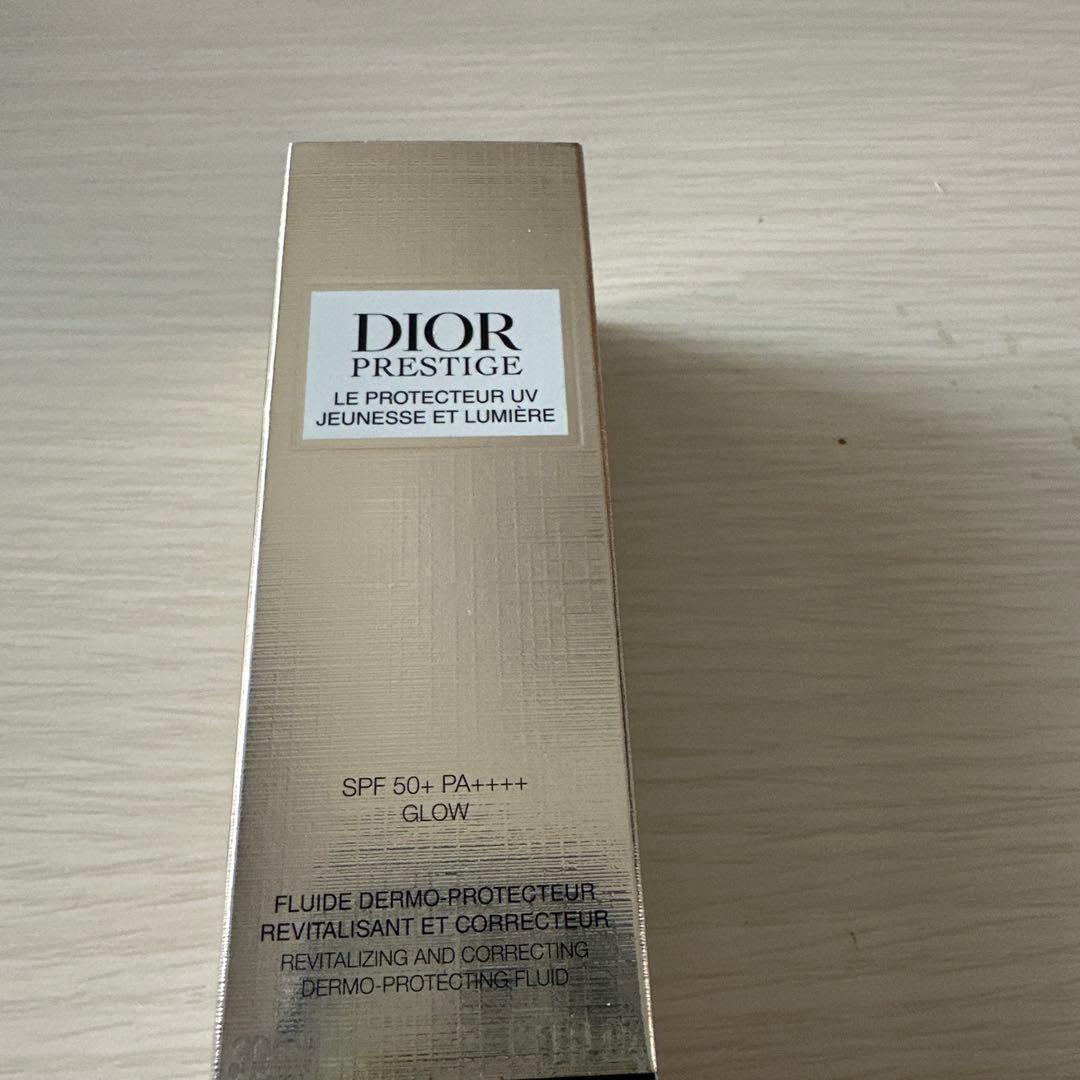 DIOR
PRESTIGE
LE PROTECTEUR UV
JEUNESSE ET LUMIÈRE
SPF 50+ PA++++
GLOW
FLUIDE DERMO-PROTECTEUR
REVITALISANT ET CORRECTEUR
REVITALIZING AND CORRECTING
DERMO-PROTECTING FLUID